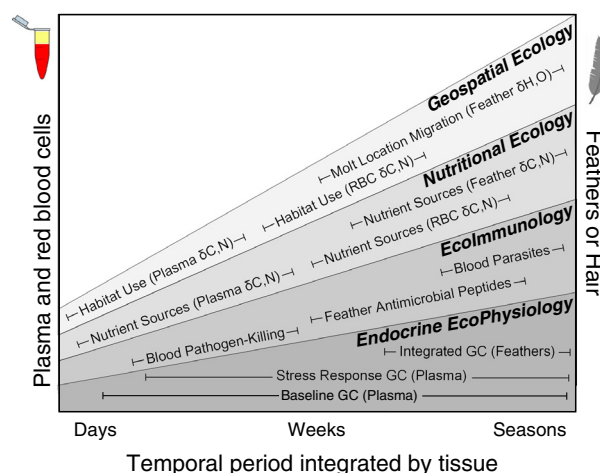 Geospatial Ecology
⊢Molt Location Migration (Feather δH,O)⊣
⊢Habitat Use (RBC δC,N)⊣
⊢Habitat Use (Plasma δC,N)⊣
Nutritional Ecology
⊢Nutrient Sources (Feather δC,N)⊣
⊢Nutrient Sources (RBC δC,N)⊣
⊢Nutrient Sources (Plasma δC,N)⊣
EcoImmunology
⊢Blood Parasites⊣
⊢Feather Antimicrobial Peptides⊣
⊢Blood Pathogen-Killing⊣
Endocrine EcoPhysiology
Integrated GC (Feathers)
Stress Response GC (Plasma)
Baseline GC (Plasma)
Plasma and red blood cells
Feathers or Hair
Days Weeks Seasons
Temporal period integrated by tissue